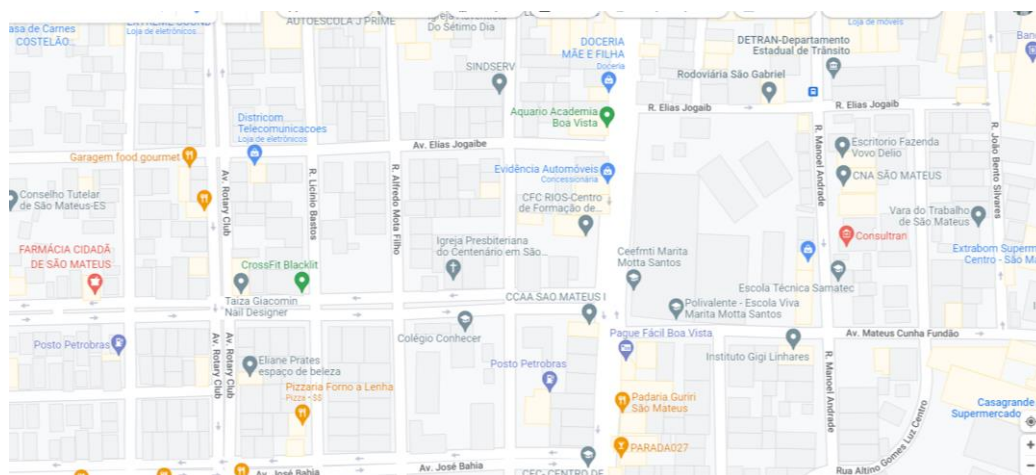 asa de Carnes
COSTELÃO...
Loja de eletrônicos...
AUTOESCOLA J PRIME
Do Sétimo Dia
SINDSERV
DOCERIA
MÃE E FILHA
Doceria
DETRAN-Departamento
Estadual de Trânsito
Loja de móveis
Ban
Rodoviária São Gabriel
R. Elias Jogaib
R. Elias Jogaib
Aquario Academia
Boa Vista
Districom
Telecomunicacoes
Loja de eletrônicos
Av. Elias Jogaibe
Garagem food gourmet
Evidência Automóveis
Concessionária
Escritorio Fazenda
Vovo Delio
CNA SÃO MATEUS
R. João Bento Silvares
R. Manoel Andrade
Conselho Tutelar
de São Mateus-ES
Av. Rotary Club
R. Licinio Bastos
R. Alfredo Mota Filho
CFC RIOS-Centro
de Formação de...
Vara do Trabalho
de São Mateus
Consultran
FARMÁCIA CIDADÃ
DE SÃO MATEUS
CrossFit Blacklit
Igreja Presbiteriana
do Centenário em São...
Ceefmti Marita
Motta Santos
Extrabom Superm
Centro - São Ma
Escola Técnica Samatec
Taiza Giacomin
Nail Designer
CCAA SAO MATEUS I
Polivalente - Escola Viva
Marita Motta Santos
Posto Petrobras
Av. Rotary Club
Av. Rotary Club
Colégio Conhecer
Pague Fácil Boa Vista
Av. Mateus Cunha Fundão
Instituto Gigi Linhares
Eliane Prates
espaço de beleza
Posto Petrobras
R. Manoel Andrade
Pizzaria Forno a Lenha
Pizza • $$
Padaria Guriri
São Mateus
Casagrande
Supermercado
PARADA027
Av. José Bahia
Av. José Bahia
CFC- CENTRO DE
Rua Altino Gomes Luz Centro